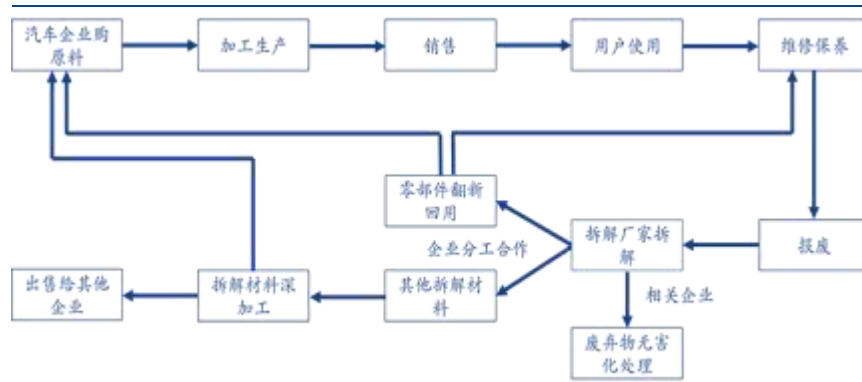 汽车企业购
原料
加工生产
销售
用户使用
维修保养
零部件翻新
回用
企业分工合作
拆解厂家拆
解
报废
出售给其他
企业
拆解材料深
加工
其他拆解材
料
相关企业
废弃物无害
化处理